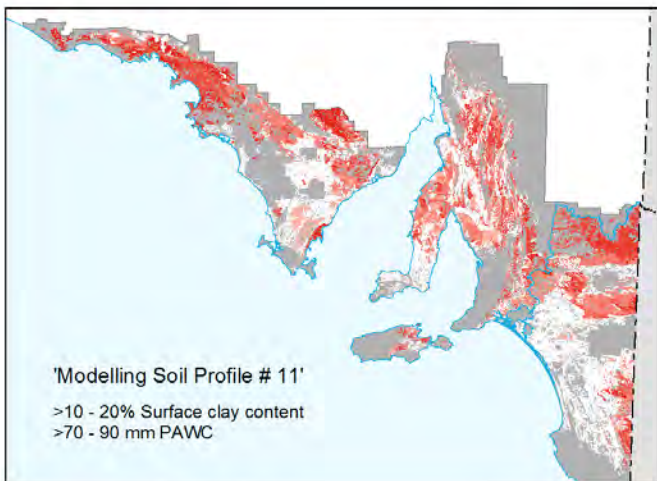 'Modelling Soil Profile # 11'
>10 - 20% Surface clay content
>70 - 90 mm PAWC